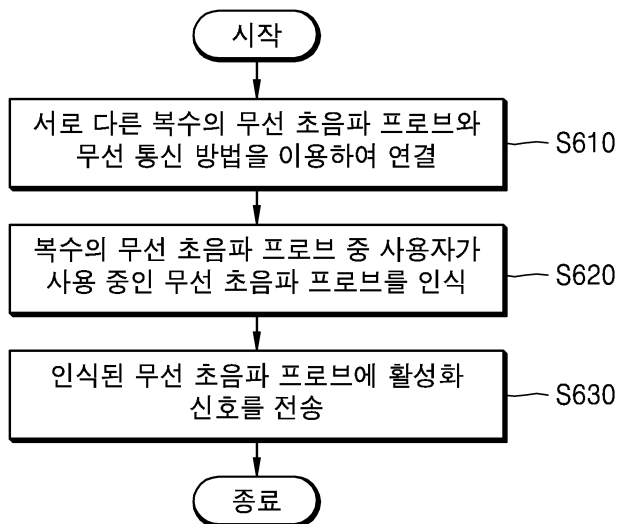 시작
서로 다른 복수의 무선 초음파 프로브와
무선 통신 방법을 이용하여 연결
S610
복수의 무선 초음파 프로브 중 사용자가
사용 중인 무선 초음파 프로브를 인식
S620
인식된 무선 초음파 프로브에 활성화
신호를 전송
S630
종료